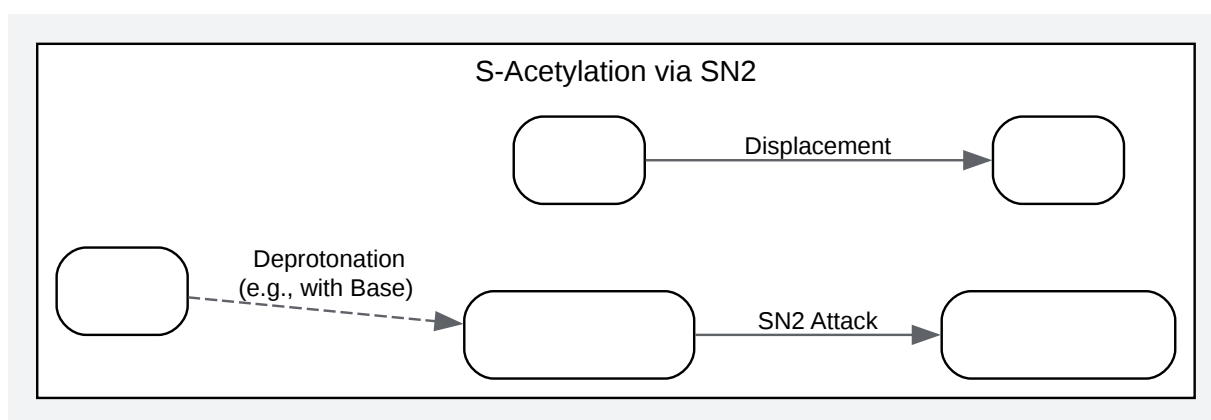 S-Acetylation via SN2
Displacement
Deprotonation
(e.g., with Base)
SN2 Attack